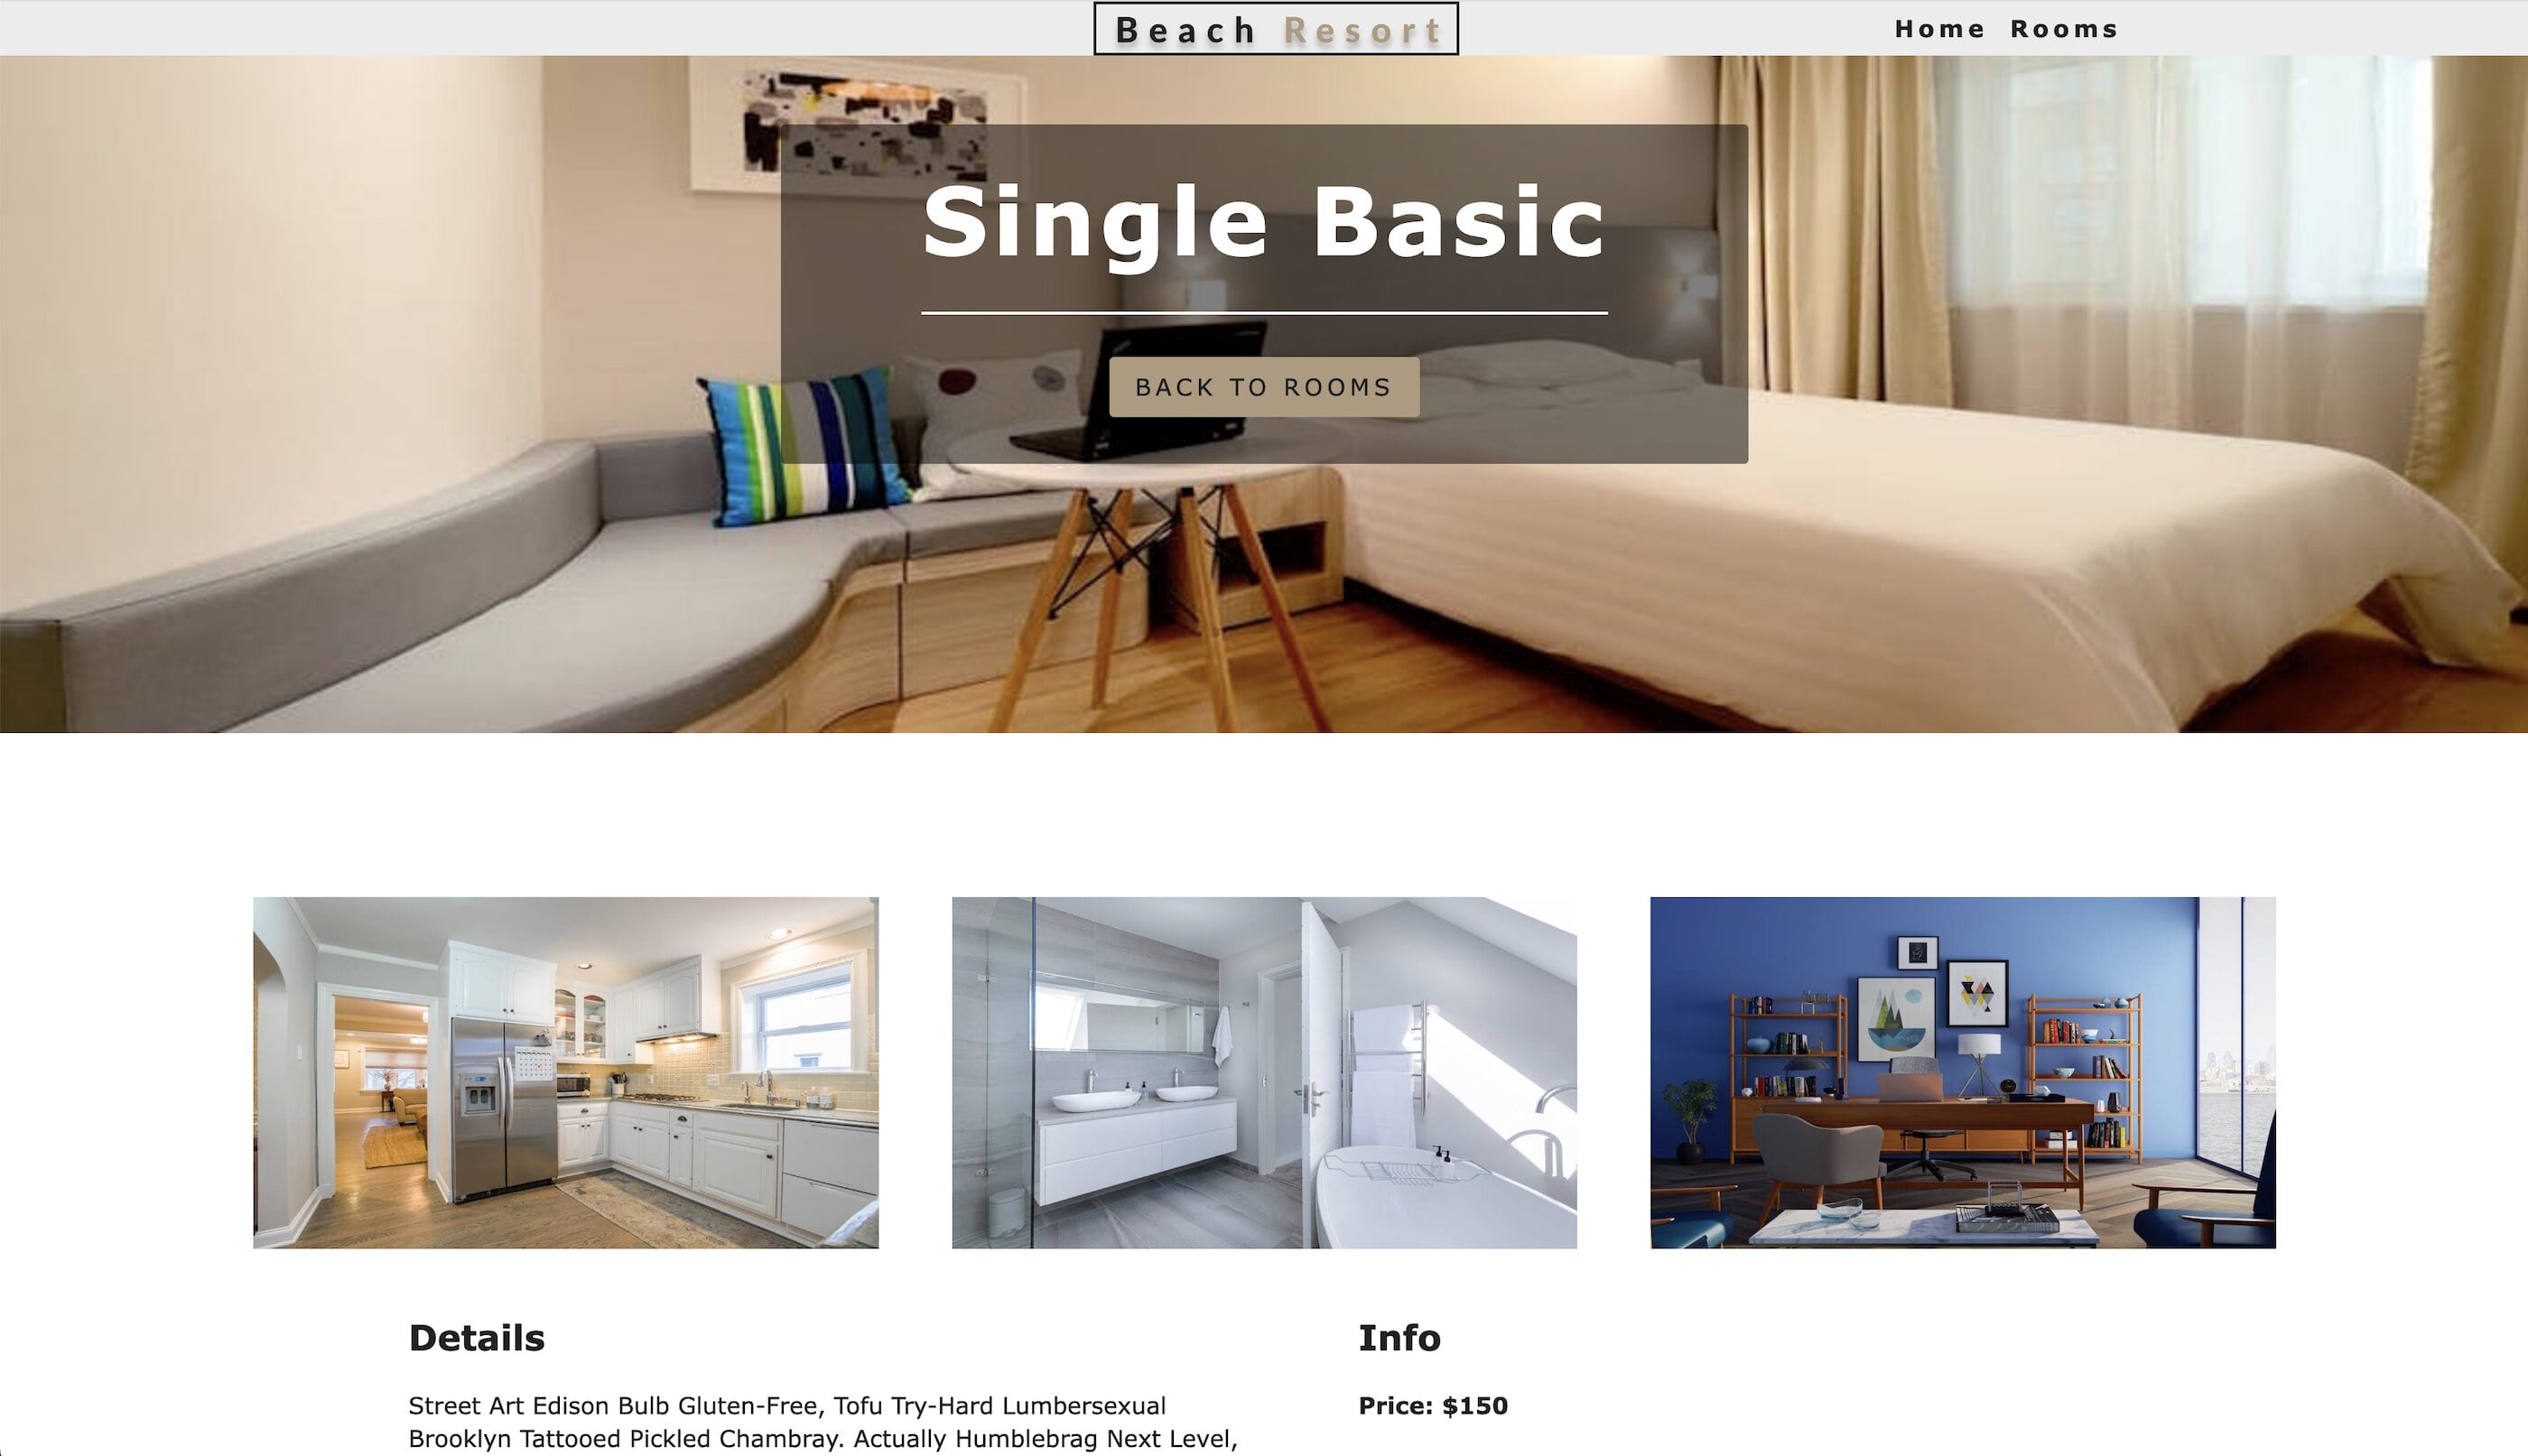 Beach Resort
Home Rooms
Single Basic
BACK TO ROOMS
Details
Street Art Edison Bulb Gluten-Free, Tofu Try-Hard Lumbersexual
Brooklyn Tattooed Pickled Chambray. Actually Humblebrag Next Level,
Info
Price: $150